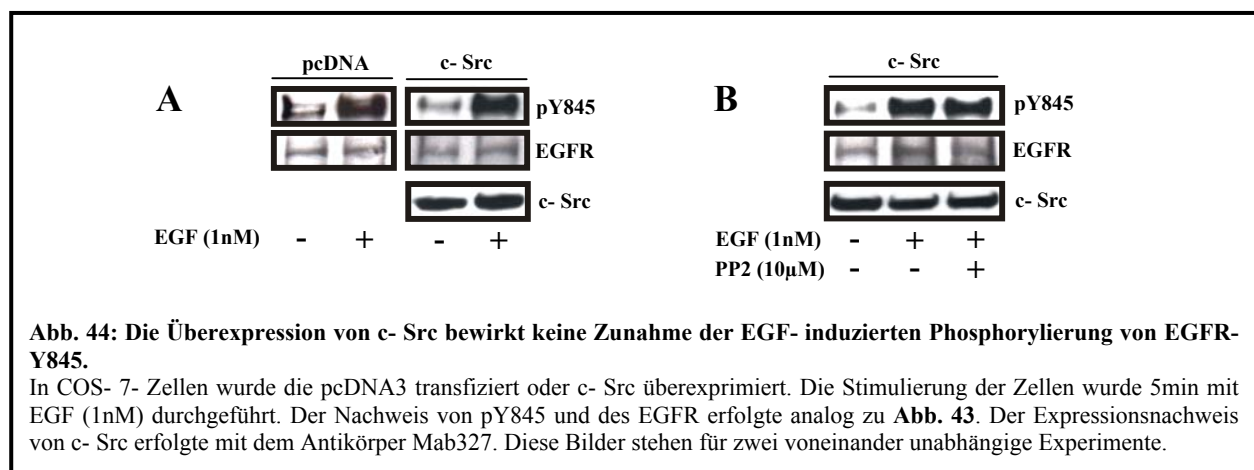 pcDNA c- Src
A
pY845
EGFR
c- Src
EGF (1nM) - + - +
c- Src
B
pY845
EGFR
c- Src
EGF (1nM) - + +
PP2 (10µM) - - +
Abb. 44: Die Überexpression von c- Src bewirkt keine Zunahme der EGF- induzierten Phosphorylierung von EGFR-
Y845.
In COS- 7- Zellen wurde die pcDNA3 transfiziert oder c- Src überexprimiert. Die Stimulierung der Zellen wurde 5min mit
EGF (1nM) durchgeführt. Der Nachweis von pY845 und des EGFR erfolgte analog zu Abb. 43. Der Expressionsnachweis
von c- Src erfolgte mit dem Antikörper Mab327. Diese Bilder stehen für zwei voneinander unabhängige Experimente.